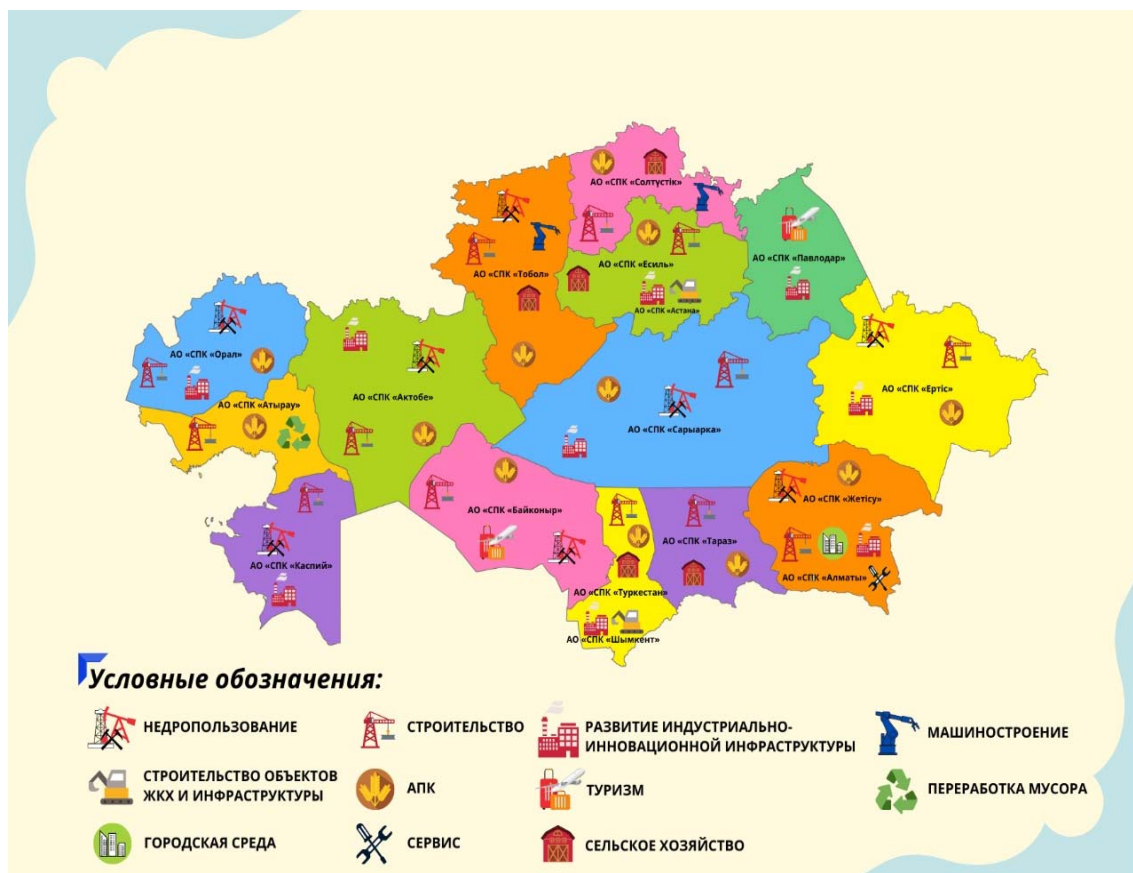 АО «СПК «Солтүстік»
АО «СПК «Есиль»
АО «СПК «Павлодар»
АО «СПК «Тобол»
АО «СПК «Астана»
АО «СПК «Орал»
АО «СПК «Ертіс»
АО «СПК «Актобе»
АО «СПК «Атырау»
АО «СПК «Сарыарка»
АО «СПК «Жетісу»
АО «СПК «Байконыр»
АО «СПК «Тараз»
АО «СПК «Каспий»
АО «СПК «Алматы»
АО «СПК «Туркестан»
АО «СПК «Шымкент»
Условные обозначения:
НЕДРОПОЛЬЗОВАНИЕ
СТРОИТЕЛЬСТВО
РАЗВИТИЕ ИНДУСТРИАЛЬНО-
ИННОВАЦИОННОЙ ИНФРАСТРУКТУРЫ
МАШИНОСТРОЕНИЕ
СТРОИТЕЛЬСТВО ОБЪЕКТОВ
ЖКХ И ИНФРАСТРУКТУРЫ
АПК
ТУРИЗМ
ПЕРЕРАБОТКА МУСОРА
ГОРОДСКАЯ СРЕДА
СЕРВИС
СЕЛЬСКОЕ ХОЗЯЙСТВО